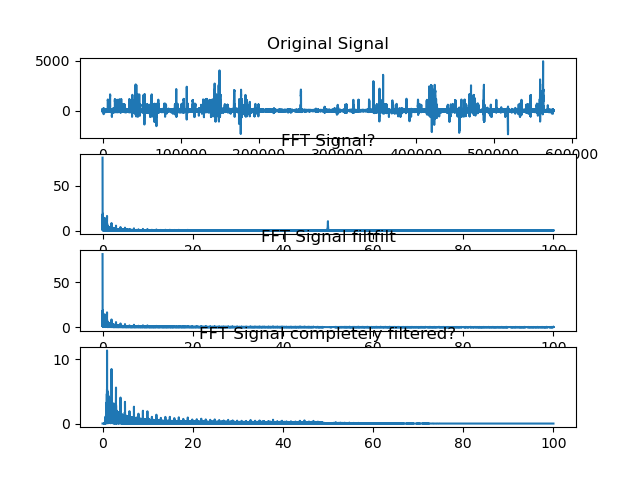 Original Signal
5000
0
0 100000 200000 300000 400000 500000 600000
FFT Signal?
50
0
0 20 40 60 80 100
FFT Signal filtfilt
50
0
0 20 40 60 80 100
FFT Signal completely filtered?
10
0
0 20 40 60 80 100